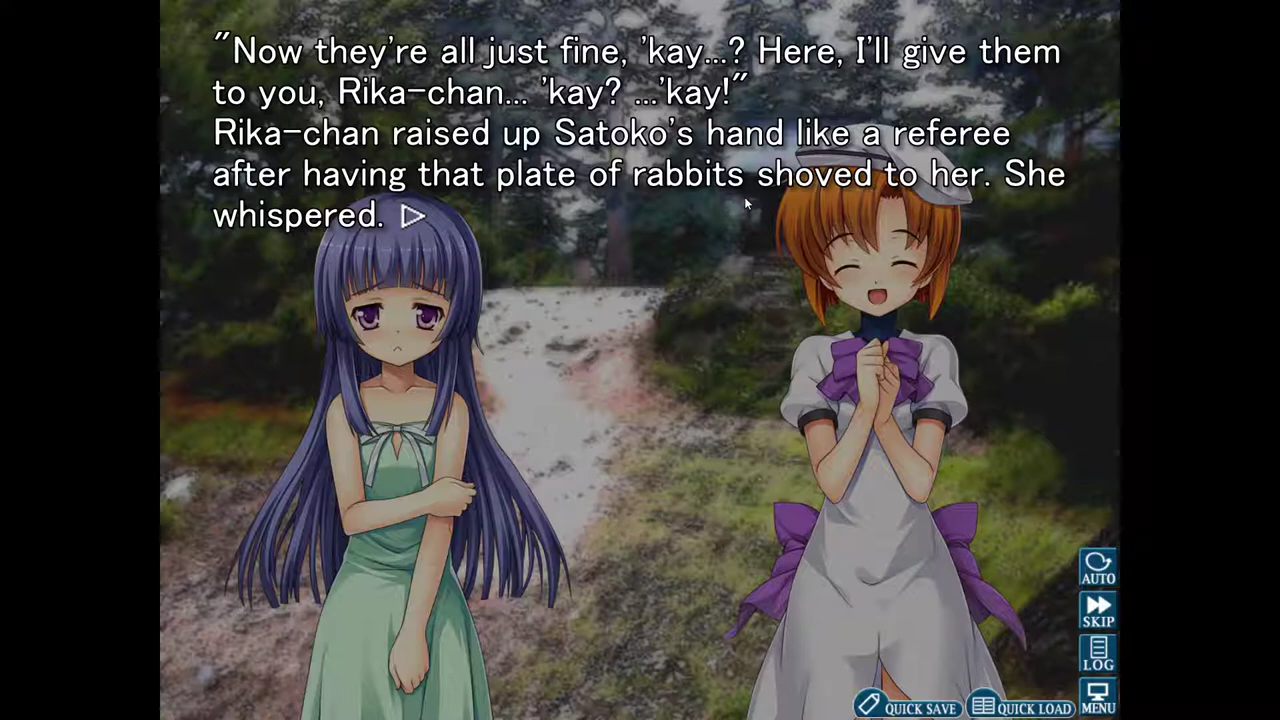 "Now they're all just fine, 'kay...? Here, I'll give them
to you, Rika-chan... 'kay? ...'kay!"
Rika-chan raised up Satoko's hand like a referee
after having that plate of rabbits shoved to her. She
whispered.
AUTO
SKIP
LOG
MENU
QUICK SAVE
QUICK LOAD